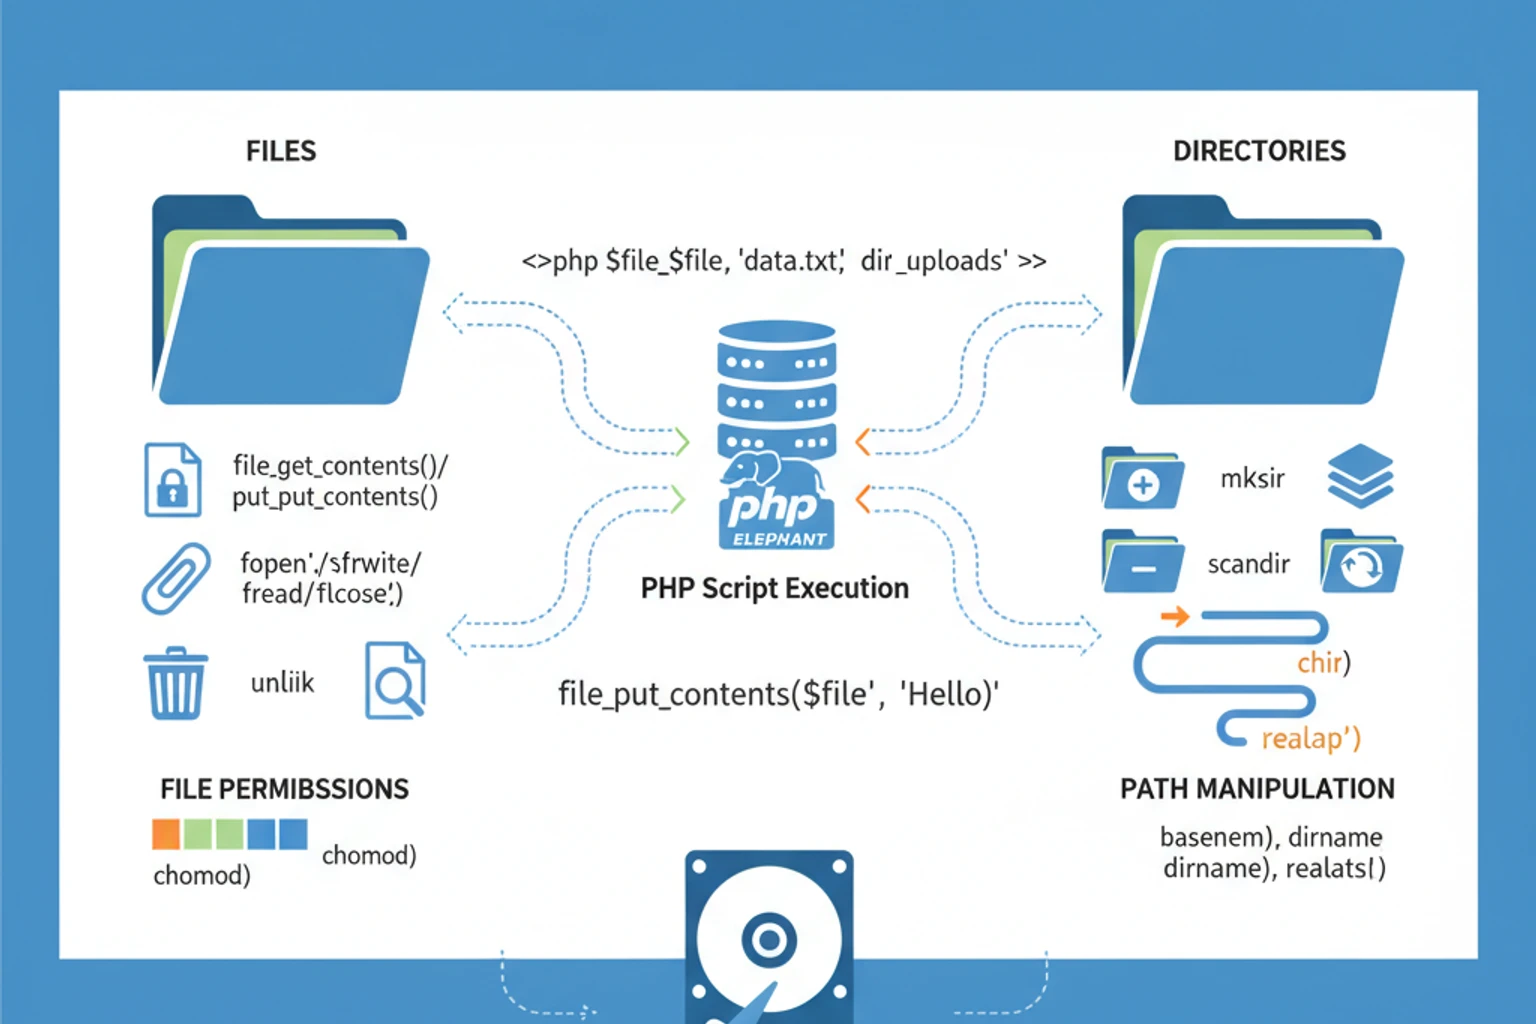 FILES
DIRECTORIES
<>php $file_$file, 'data.txt', dir_uploads' >>
file_get_contents()/
put_put_contents()
fopen'./sfrwite/
fread/flcose',)
unliik
php
ELEPHANT
PHP Script Execution
file_put_contents($file', 'Hello)'
mksir
scandir
chir)
realap')
FILE PERMIBSSIONS
chomod)
chomod)
PATH MANIPULATION
basenem), dirname
dirname), realats()